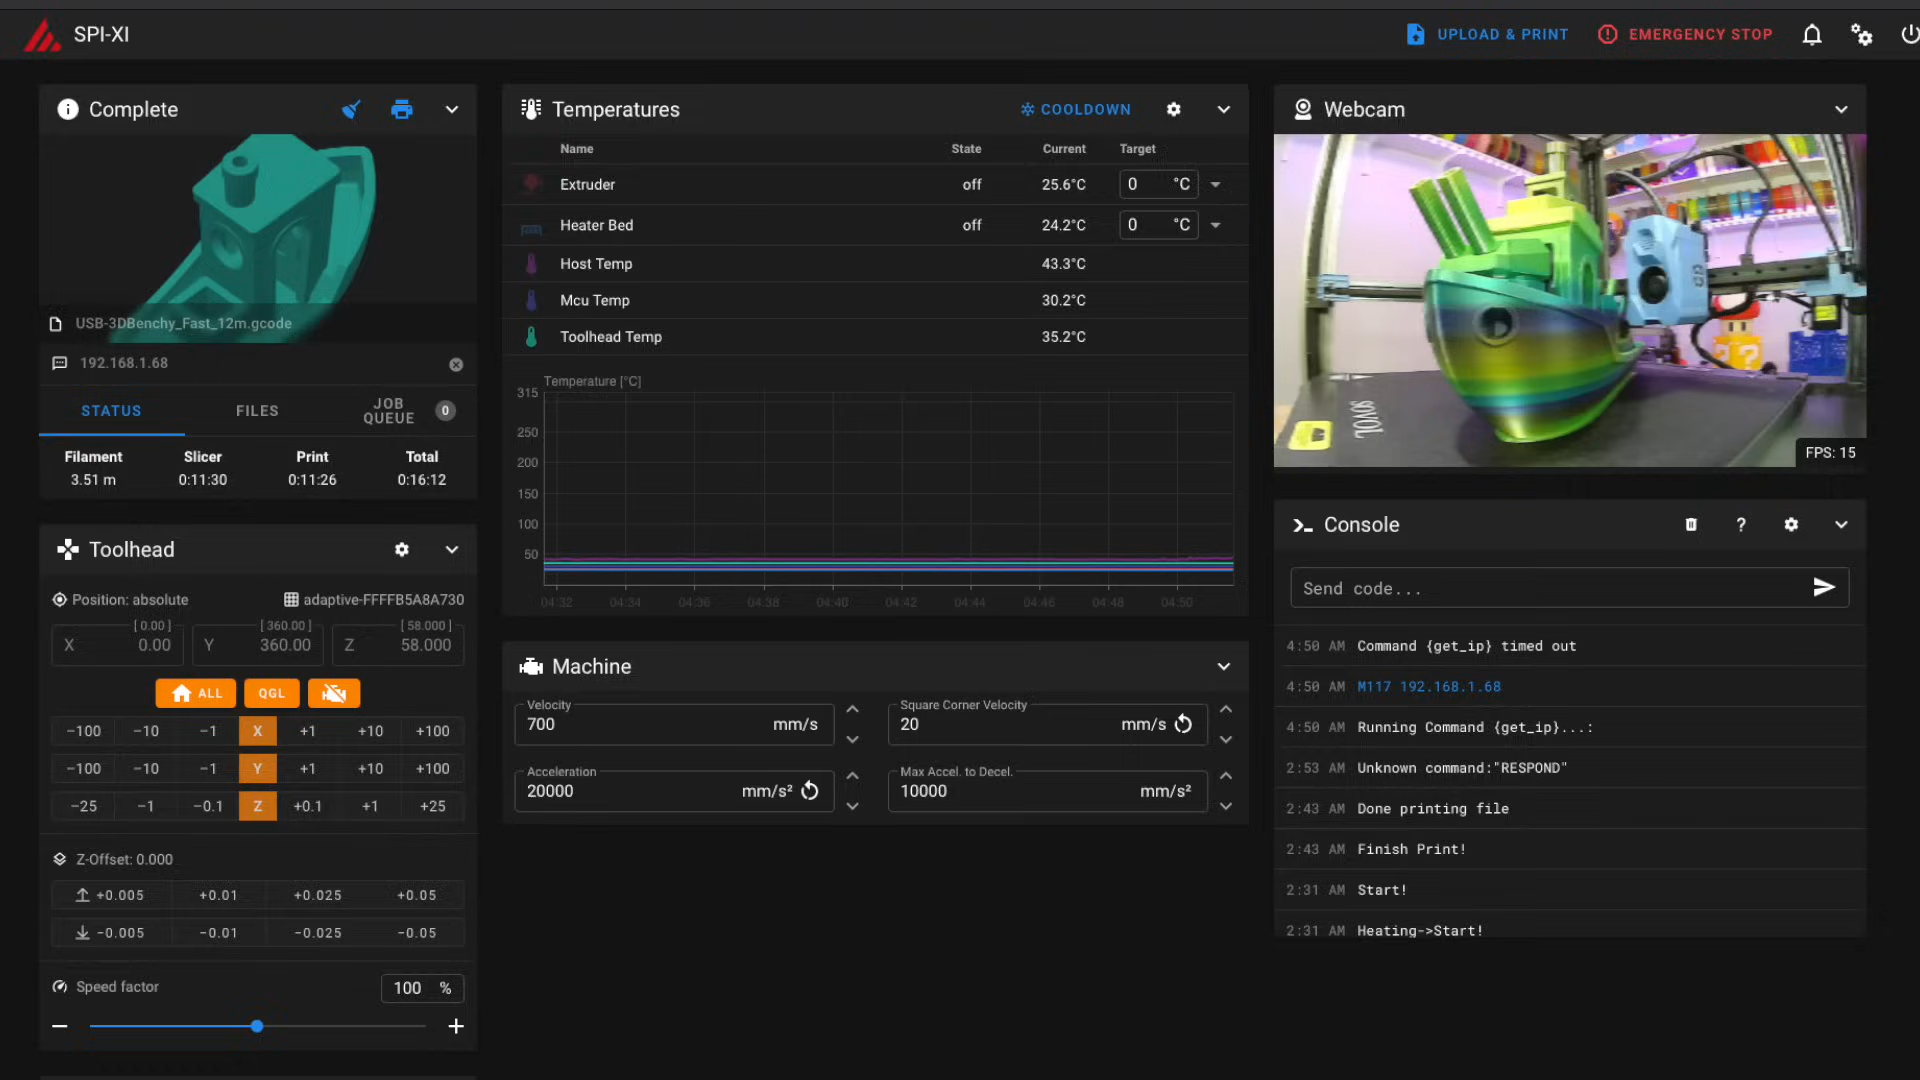 SPI-XI
UPLOAD & PRINT
EMERGENCY STOP
Complete
USB-3DBenchy_Fast_12m.gcode
192.168.1.68
STATUS
FILES
JOB QUEUE
0
Filament
Slicer
Print
Total
3.51 m
0:11:30
0:11:26
0:16:12
Toolhead
Position: absolute
adaptive-FFFFB5A8A730
[ 0.00 ]
[ 360.00 ]
[ 58.000 ]
X 0.00
Y 360.00
Z 58.000
ALL
QGL
−100 −10 −1 X +1 +10 +100
−100 −10 −1 Y +1 +10 +100
−25 −1 −0.1 Z +0.1 +1 +25
Z-Offset: 0.000
+0.005 +0.01 +0.025 +0.05
−0.005 −0.01 −0.025 −0.05
Speed factor
100 %
Temperatures
COOLDOWN
Name State Current Target
Extruder off 25.6°C 0 °C
Heater Bed off 24.2°C 0 °C
Host Temp 43.3°C
Mcu Temp 30.2°C
Toolhead Temp 35.2°C
Temperature [°C]
315
250
200
150
100
50
04:32 04:34 04:36 04:38 04:40 04:42 04:44 04:46 04:48 04:50
Machine
Velocity
700 mm/s
Square Corner Velocity
20 mm/s
Acceleration
20000 mm/s²
Max Accel. to Decel.
10000 mm/s²
Webcam
SOVOL
FPS: 15
Console
Send code...
4:50 AM Command {get_ip} timed out
4:50 AM M117 192.168.1.68
4:50 AM Running Command {get_ip}...:
2:53 AM Unknown command:"RESPOND"
2:43 AM Done printing file
2:43 AM Finish Print!
2:31 AM Start!
2:31 AM Heating->Start!